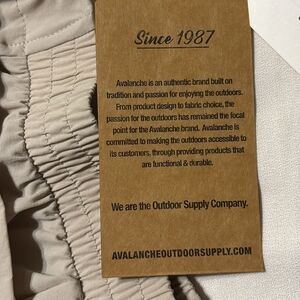 Since 1987
Avalanche is an authentic brand built on
tradition and passion for enjoying the outdoors.
From product design to fabric choice, the
passion for the outdoors has remained the focal
point for the Avalanche brand. Avalanche is
committed to making the outdoors accessible to
its customers, through providing products that
are functional & durable.
We are the Outdoor Supply Company.
AVALANCHEOUTDOORSUPPLY.COM